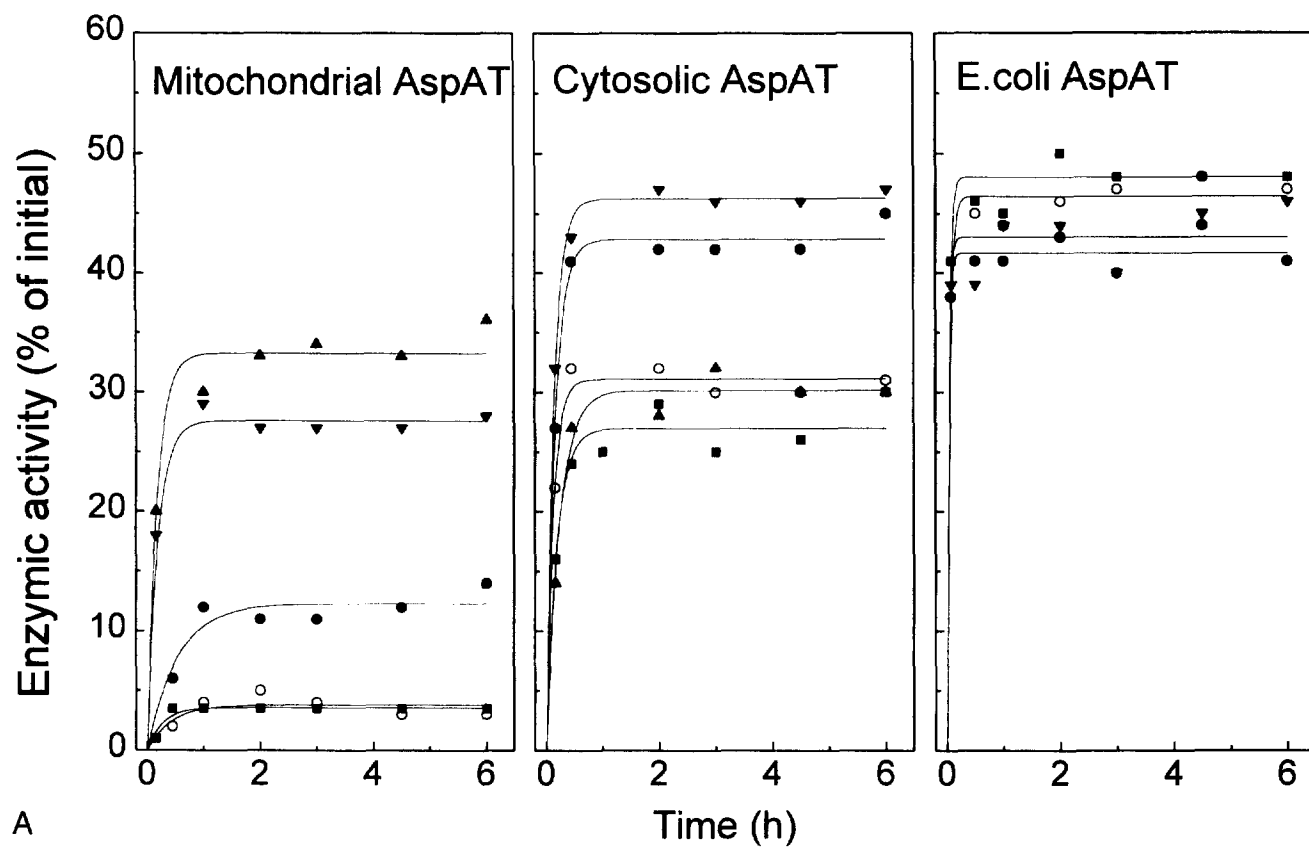 Mitochondrial AspAT
Cytosolic AspAT
E.coli AspAT
Enzymic activity (% of initial)
60
50
40
30
20
10
0
0 2 4 6
0 2 4 6
0 2 4 6
Time (h)
A